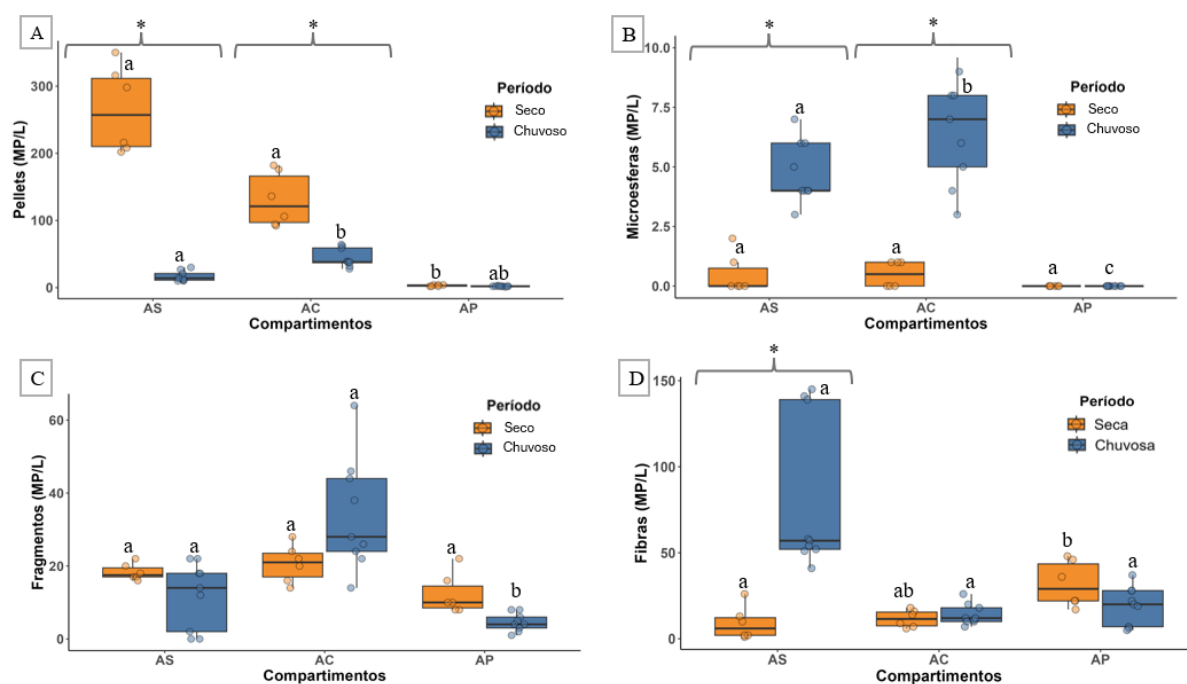 A
*
*
Pellets (MP/L)
300
200
100
0
a
a
a
b
b
ab
Período
Seco
Chuvoso
AS
AC
AP
Compartimentos
B
*
*
Microesferas (MP/L)
10.0
7.5
5.0
2.5
0.0
a
a
a
b
a
c
Período
Seco
Chuvoso
AS
AC
AP
Compartimentos
C
Fragmentos (MP/L)
60
40
20
0
a
a
a
a
a
b
Período
Seco
Chuvoso
AS
AC
AP
Compartimentos
D
*
Fibras (MP/L)
150
100
50
0
a
a
ab
a
b
a
Período
Seca
Chuvosa
AS
AC
AP
Compartimentos